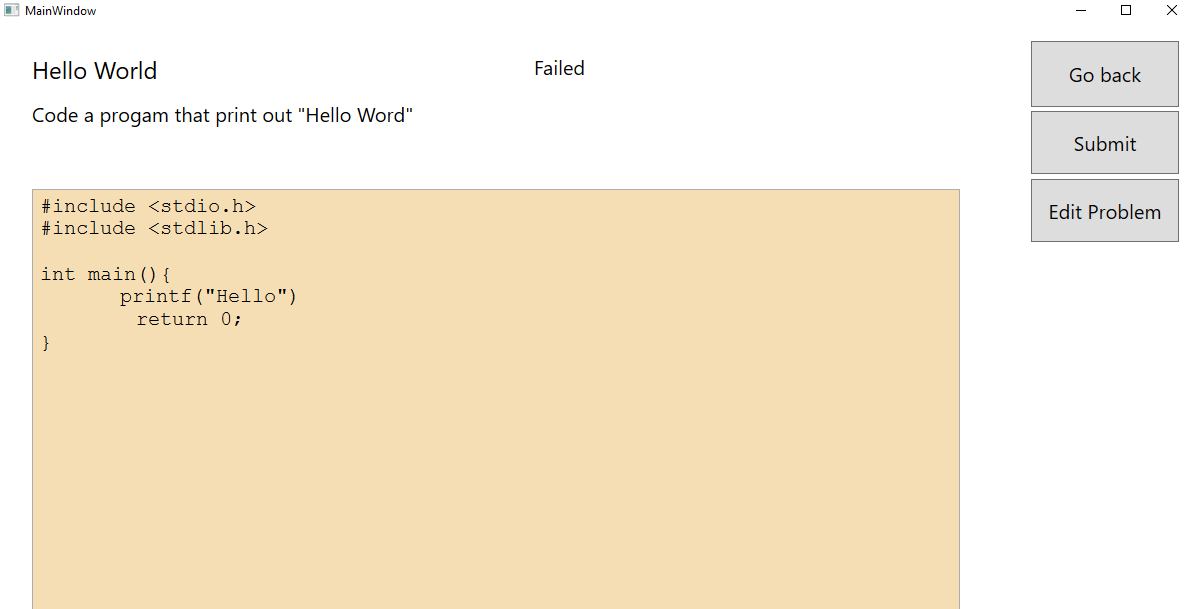 MainWindow
Hello World
Failed
Go back
Code a progam that print out "Hello Word"
Submit
Edit Problem
#include <stdio.h>
#include <stdlib.h>
int main(){
printf("Hello")
return 0;
}